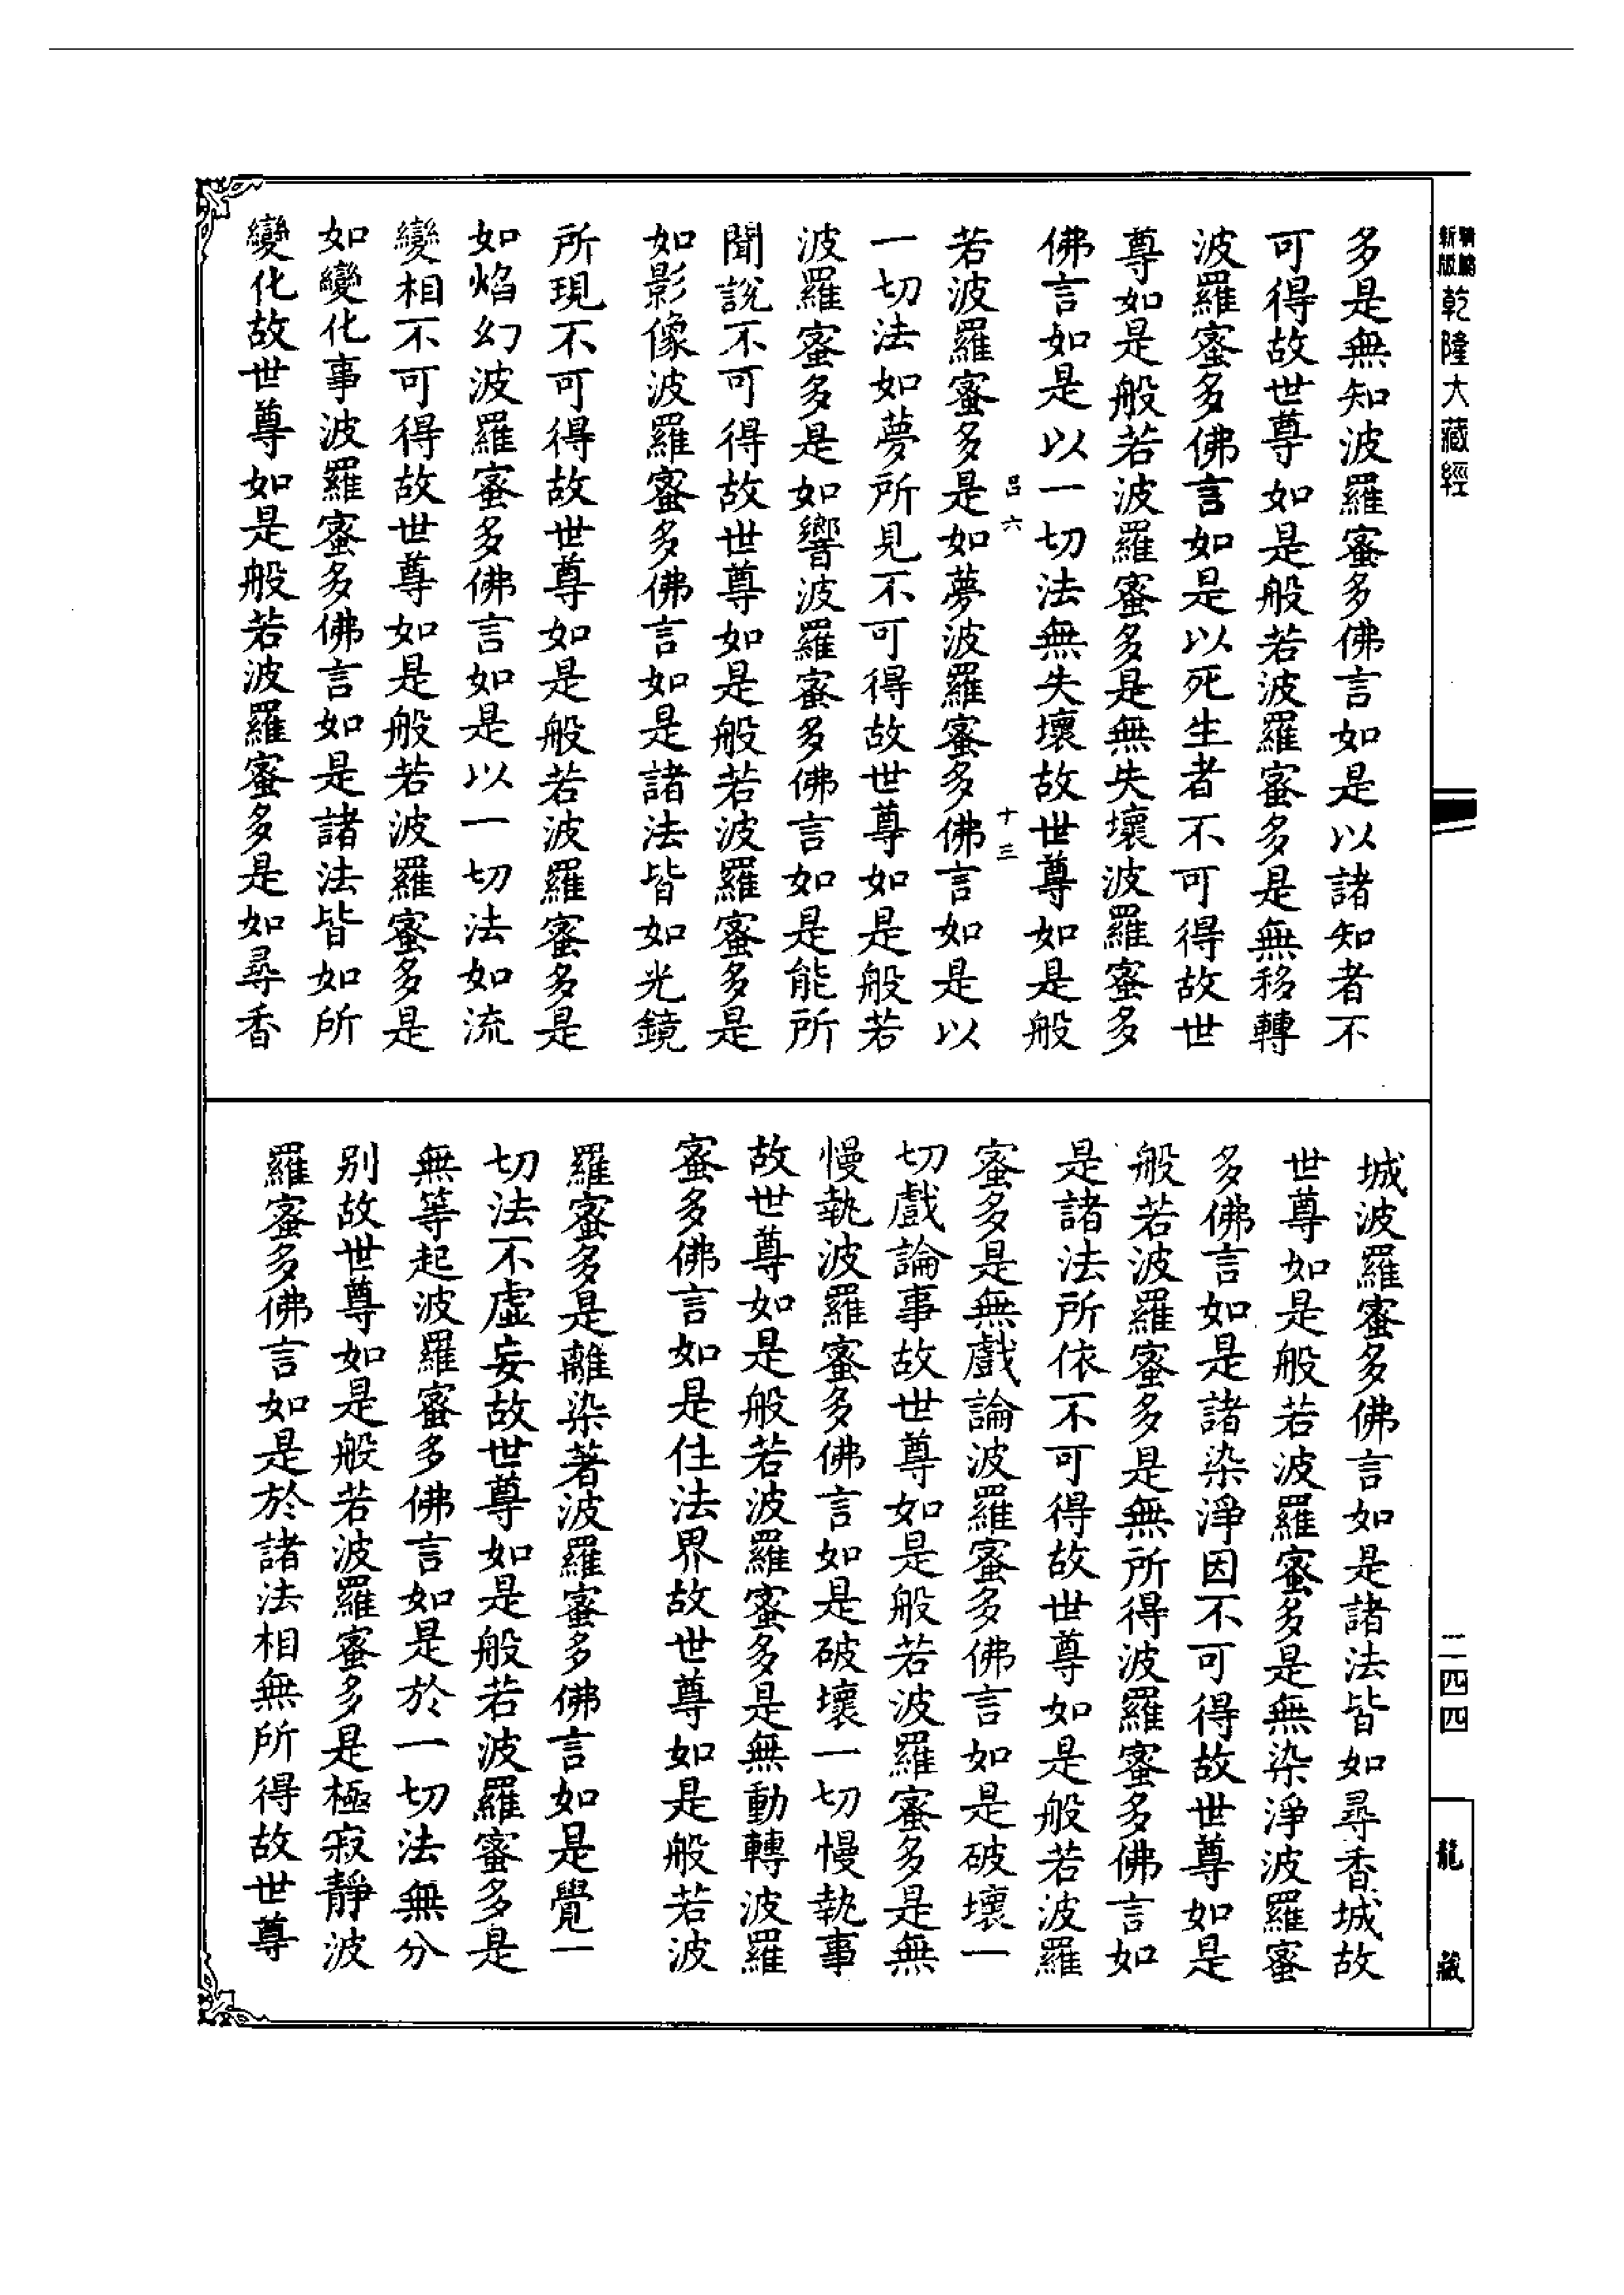 新版
乾隆大藏經
多是無知波羅蜜多佛言如是以諸知者不
可得故世尊如是般若波羅蜜多是無移轉
波羅蜜多佛言如是以死生者不可得故世
尊如是般若波羅蜜多是無失壞波羅蜜多
佛言如是以一切法無失壞故世尊如是般
呂六 十三
若波羅蜜多是如夢波羅蜜多佛言如是以
一切法如夢所見不可得故世尊如是般若
波羅蜜多是如響波羅蜜多佛言如是能所
聞說不可得故世尊如是般若波羅蜜多是
如影像波羅蜜多佛言如是諸法皆如光鏡
所現不可得故世尊如是般若波羅蜜多是
如焰幻波羅蜜多佛言如是以一切法如流
變相不可得故世尊如是般若波羅蜜多是
如變化事波羅蜜多佛言如是諸法皆如所
變化故世尊如是般若波羅蜜多是如尋香
城波羅蜜多佛言如是諸法皆如尋香城故
世尊如是般若波羅蜜多是無染淨波羅蜜
多佛言如是諸染淨因不可得故世尊如是
般若波羅蜜多是無所得波羅蜜多佛言如
是諸法所依不可得故世尊如是般若波羅
蜜多是無戲論波羅蜜多佛言如是破壞一
切戲論事故世尊如是般若波羅蜜多是無
慢執波羅蜜多佛言如是破壞一切慢執事
故世尊如是般若波羅蜜多是無動轉波羅
蜜多佛言如是住法界故世尊如是般若波
羅蜜多是離染著波羅蜜多佛言如是覺一
切法不虛妄故世尊如是般若波羅蜜多是
無等起波羅蜜多佛言如是於一切法無分
別故世尊如是般若波羅蜜多是極寂靜波
羅蜜多佛言如是於諸法相無所得故世尊
二四四
龍藏